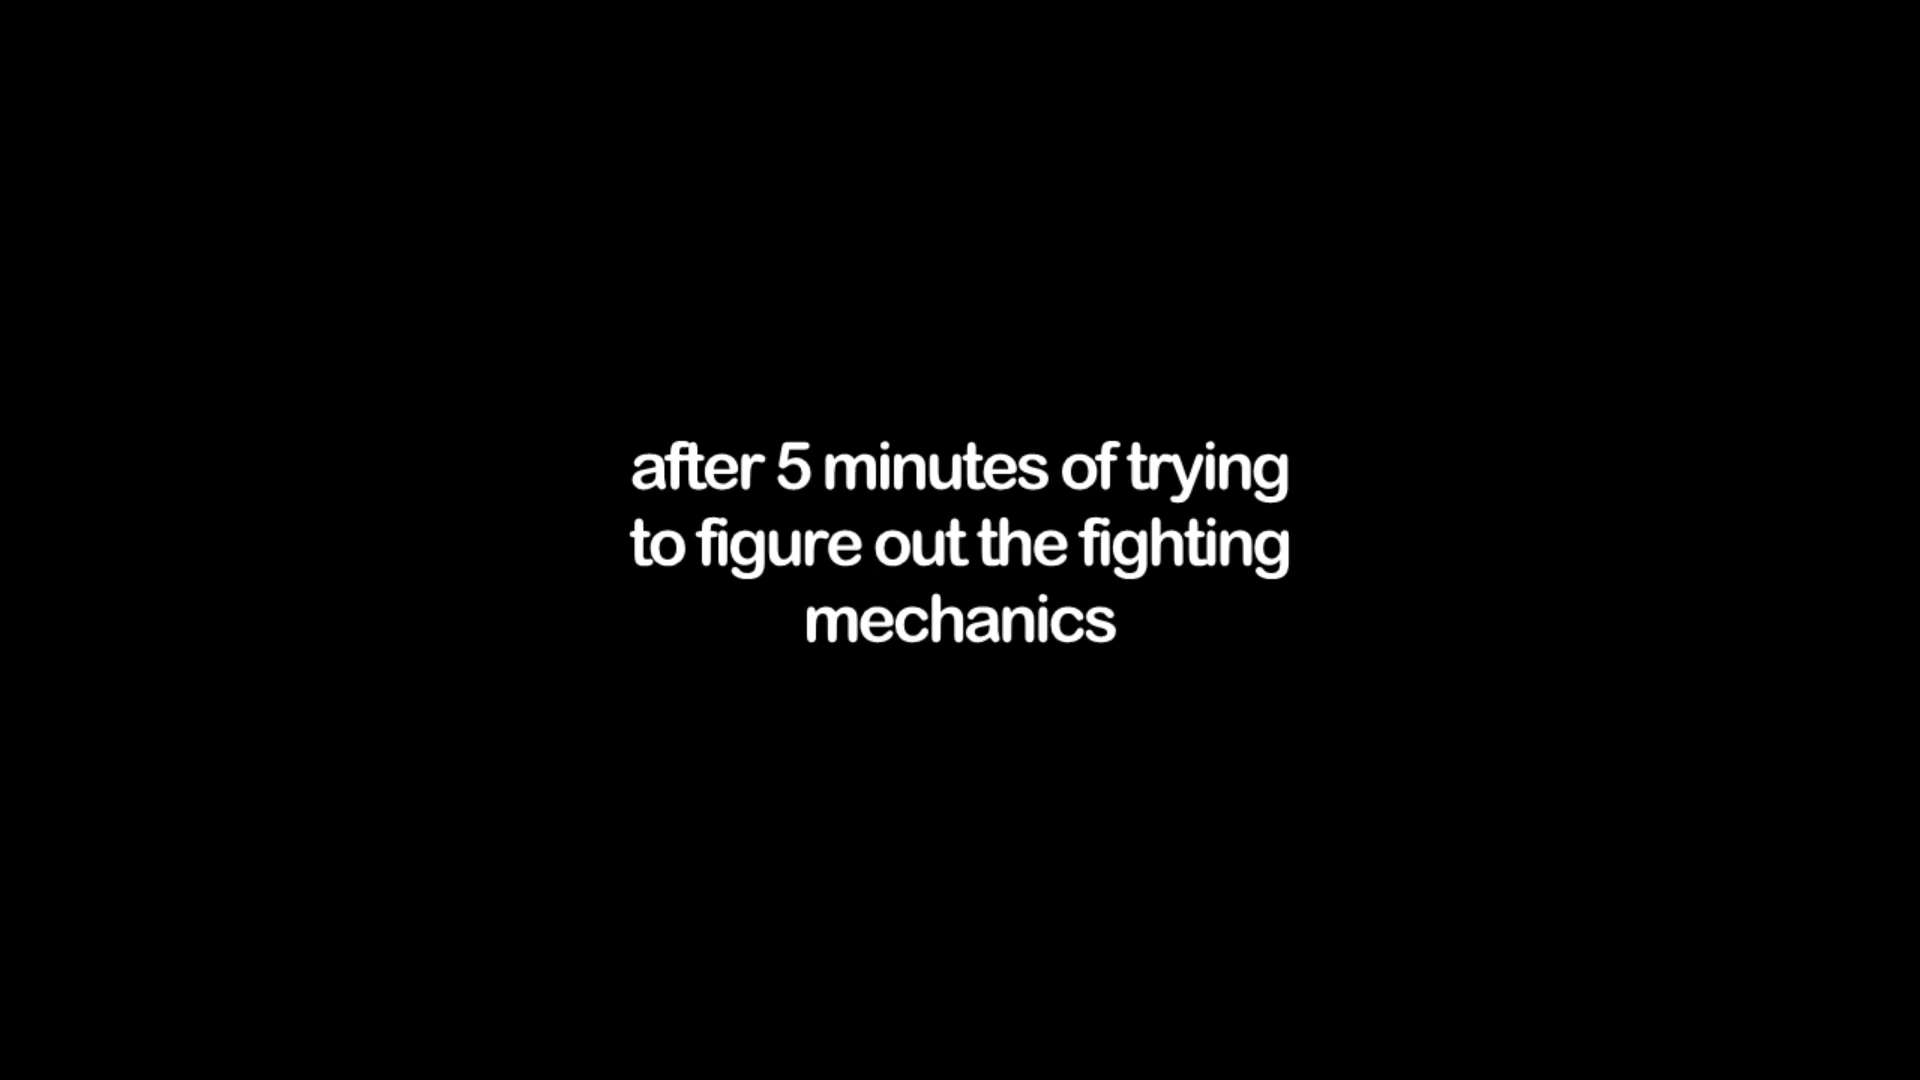 after 5 minutes of trying
to figure out the fighting
mechanics